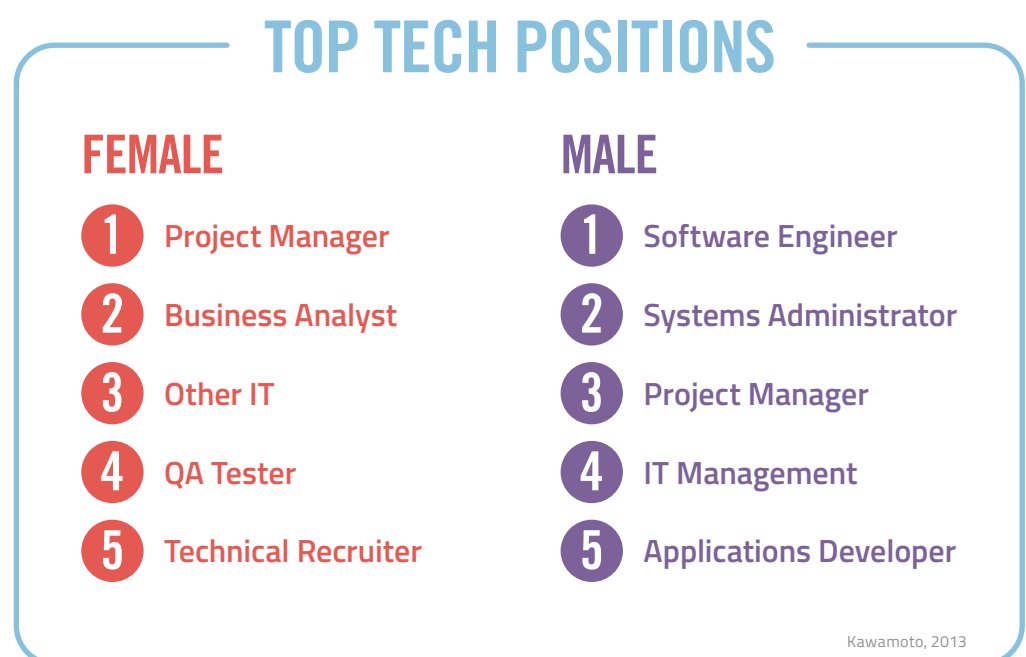 TOP TECH POSITIONS
FEMALE
1 Project Manager
2 Business Analyst
3 Other IT
4 QA Tester
5 Technical Recruiter
MALE
1 Software Engineer
2 Systems Administrator
3 Project Manager
4 IT Management
5 Applications Developer
Kawamoto, 2013